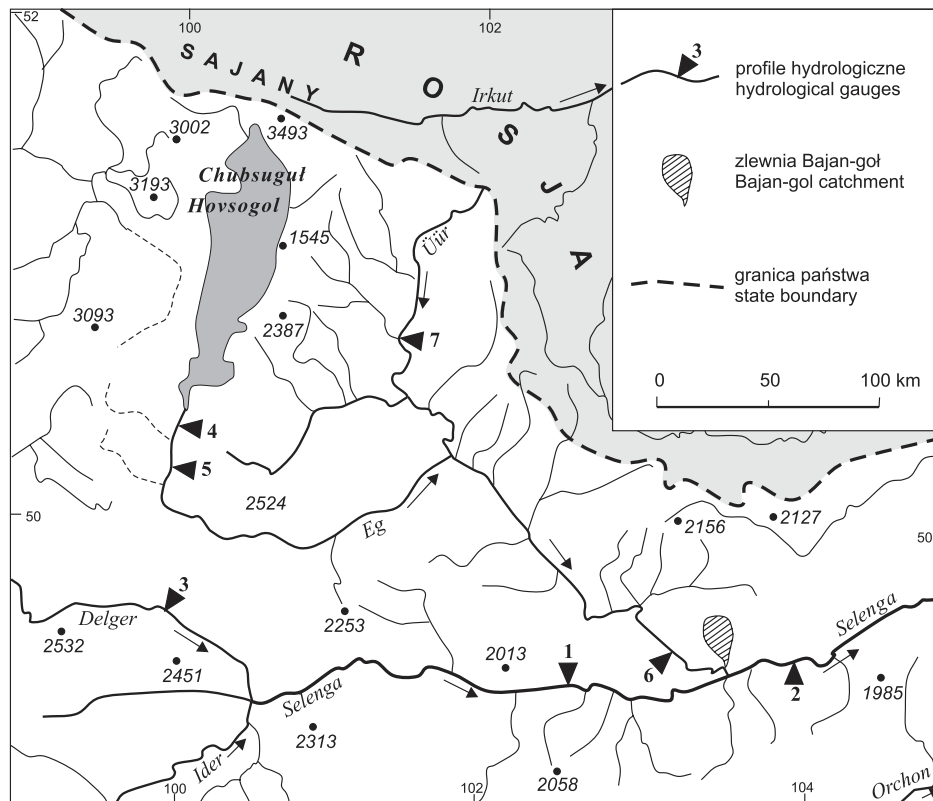 52
100
102
3
profile hydrologiczne
hydrological gauges
SAJANY
ROSJA
Irkut
3493
3002
3193
Chubsuguł
Hovsogol
zlewnia Bajan-goł
Bajan-gol catchment
1545
Üür
granica państwa
state boundary
3093
2387
7
0 50 100 km
4
5
2524
Eg
50
2156
2127
50
3
Delger
2532
2253
2451
Selenga
2013
1
6
2
Selenga
1985
2313
Ider
2058
100
102
104
Orchon